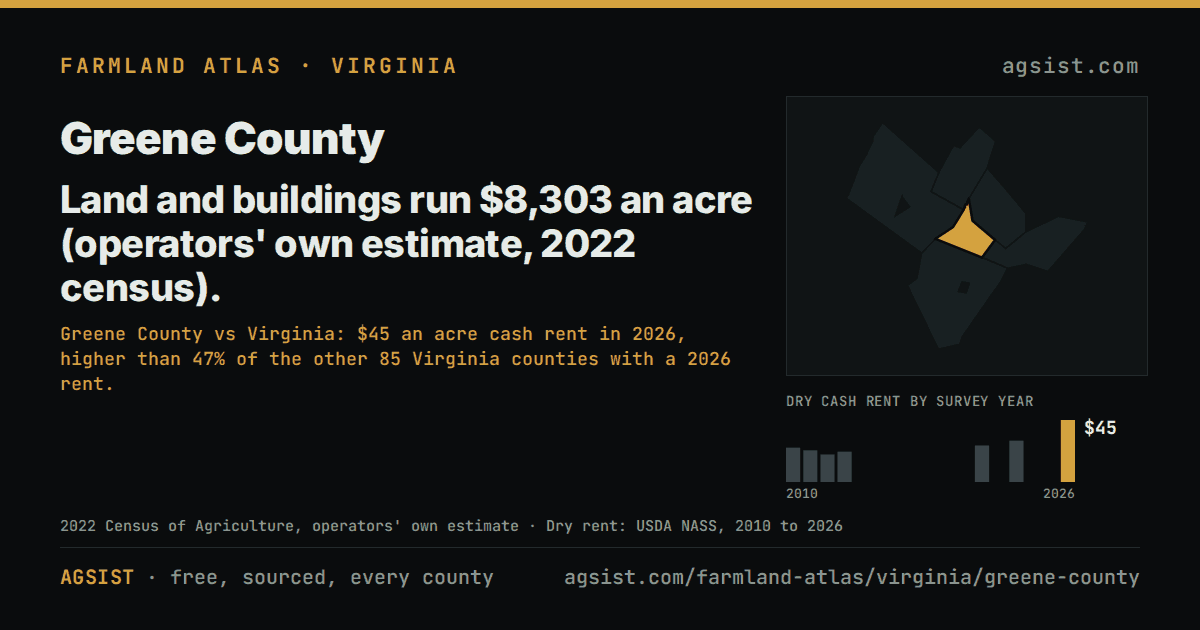 FARMLAND ATLAS · VIRGINIA
agsist.com
Greene County
Land and buildings run $8,303 an acre
(operators' own estimate, 2022
census).
Greene County vs Virginia: $45 an acre cash rent in 2026,
higher than 47% of the other 85 Virginia counties with a 2026
rent.
DRY CASH RENT BY SURVEY YEAR
$45
2010
2026
2022 Census of Agriculture, operators' own estimate · Dry rent: USDA NASS, 2010 to 2026
AGSIST · free, sourced, every county
agsist.com/farmland-atlas/virginia/greene-county